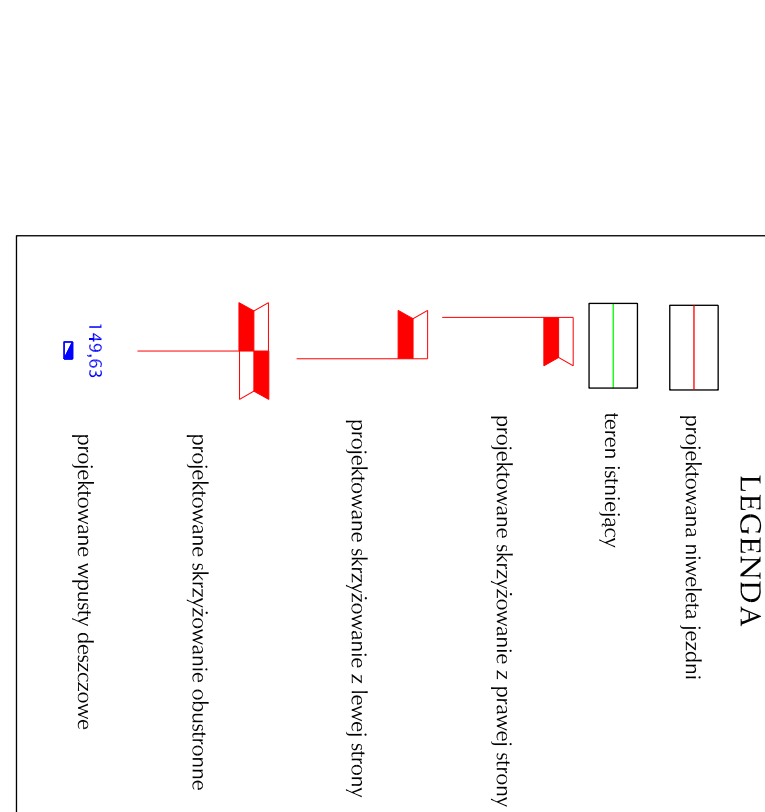 LEGENDA
projektowana niweleta jezdni
teren istniejący
projektowane skrzyżowanie z prawej strony
projektowane skrzyżowanie z lewej strony
projektowane skrzyżowanie obustronne
149,63
projektowane wpusty deszczowe